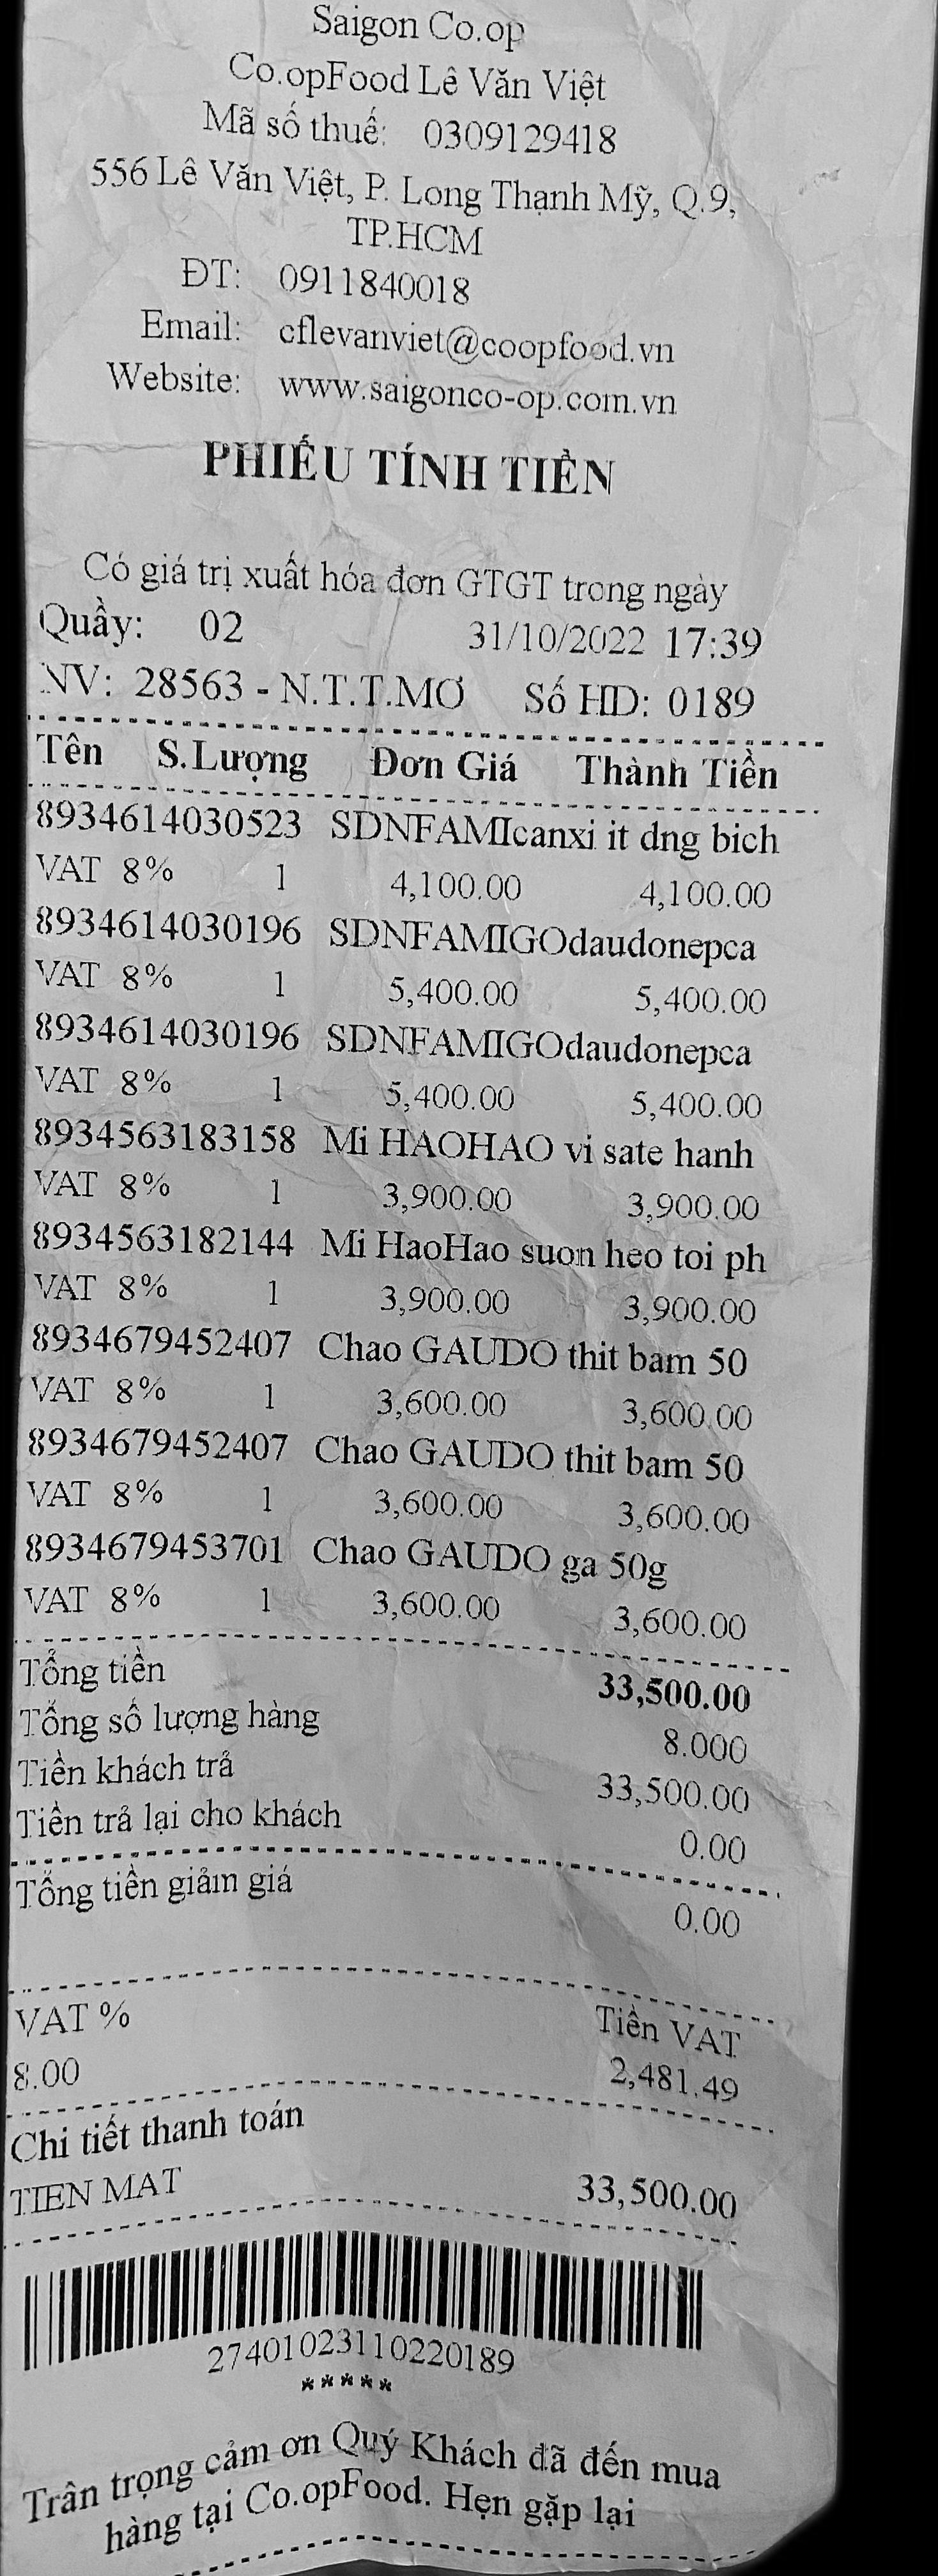 Saigon Co.op
Co.opFood Lê Văn Việt
Mã số thuế: 0309129418
556 Lê Văn Việt, P. Long Thạnh Mỹ, Q.9,
TP.HCM
ĐT: 0911840018
Email: cflevanviet@coopfood.vn
Website: www.saigonco-op.com.vn
PHIẾU TÍNH TIỀN
Có giá trị xuất hóa đơn GTGT trong ngày
Quầy: 02 31/10/2022 17:39
NV: 28563 - N.T.T.MƠ Số HD: 0189
Tên S.Lượng Đơn Giá Thành Tiền
8934614030523 SDNFAMIcanxi it dng bich
VAT 8% 1 4,100.00 4,100.00
8934614030196 SDNFAMIGOdaudonepca
VAT 8% 1 5,400.00 5,400.00
8934614030196 SDNFAMIGOdaudonepca
VAT 8% 1 5,400.00 5,400.00
8934563183158 Mi HAOHAO vi sate hanh
VAT 8% 1 3,900.00 3,900.00
8934563182144 Mi HaoHao suon heo toi ph
VAT 8% 1 3,900.00 3,900.00
8934679452407 Chao GAUDO thit bam 50
VAT 8% 1 3,600.00 3,600.00
8934679452407 Chao GAUDO thit bam 50
VAT 8% 1 3,600.00 3,600.00
8934679453701 Chao GAUDO ga 50g
VAT 8% 1 3,600.00 3,600.00
Tổng tiền 33,500.00
Tổng số lượng hàng 8.000
Tiền khách trả 33,500.00
Tiền trả lại cho khách 0.00
Tổng tiền giảm giá 0.00
VAT % Tiền VAT
8.00 2,481.49
Chi tiết thanh toán
TIEN MAT 33,500.00
27401023110220189
*****
Trân trọng cảm ơn Quý Khách đã đến mua
hàng tại Co.opFood. Hẹn gặp lại